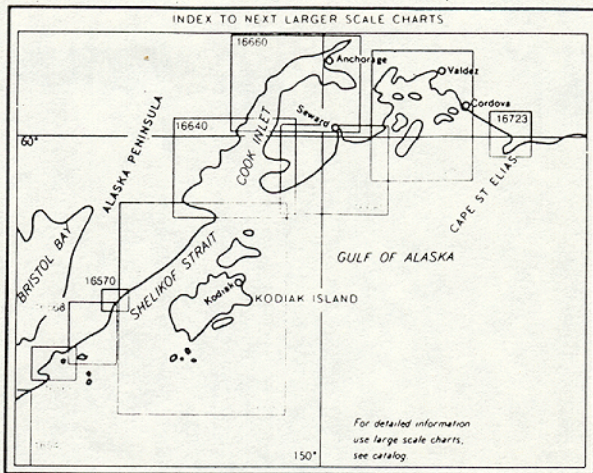 INDEX TO NEXT LARGER SCALE CHARTS
16660
Anchorage
Valdez
Cordova
16723
Seward
16640
60°
COOK INLET
ALASKA PENINSULA
CAPE ST ELIAS
BRISTOL BAY
SHELIKOF STRAIT
GULF OF ALASKA
16570
Kodiak
KODIAK ISLAND
For detailed information
use large scale charts,
see catalog.
150°